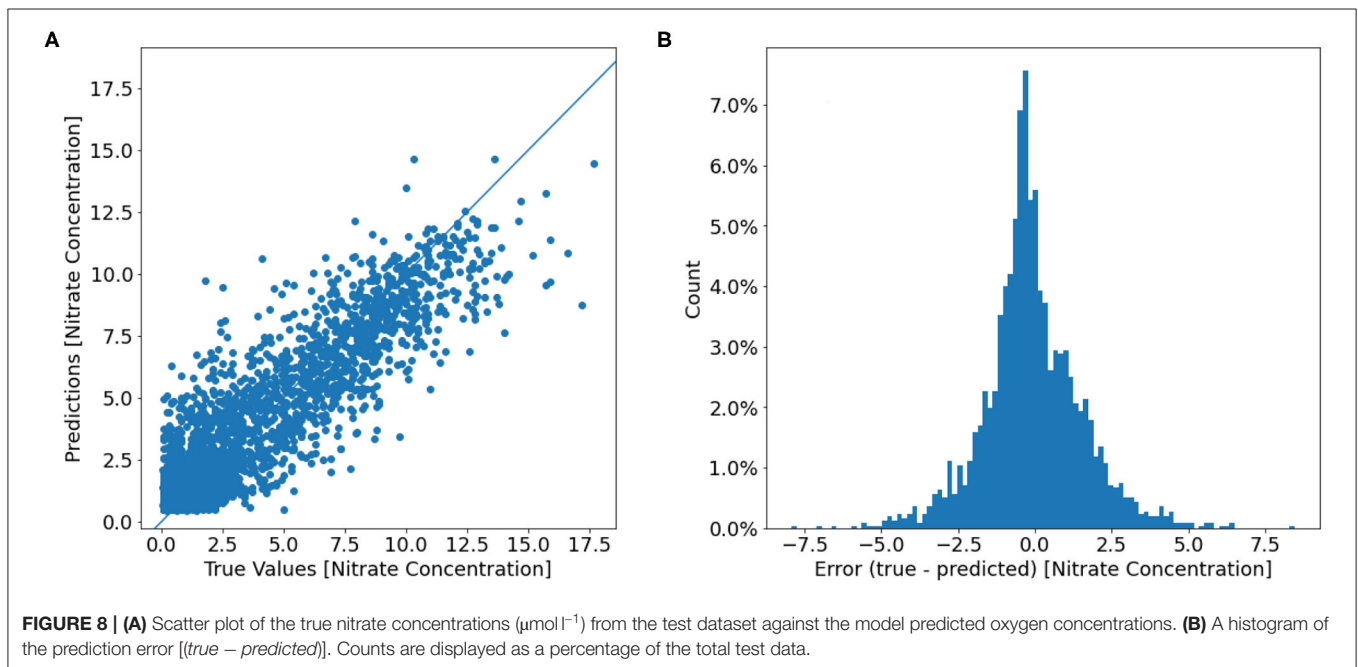 A
B
17.5
15.0
12.5
10.0
7.5
5.0
2.5
0.0
Predictions [Nitrate Concentration]
0.0 2.5 5.0 7.5 10.0 12.5 15.0 17.5
True Values [Nitrate Concentration]
7.0%
6.0%
5.0%
4.0%
3.0%
2.0%
1.0%
0.0%
Count
−7.5 −5.0 −2.5 0.0 2.5 5.0 7.5
Error (true - predicted) [Nitrate Concentration]
FIGURE 8 | (A) Scatter plot of the true nitrate concentrations (μmol l⁻¹) from the test dataset against the model predicted oxygen concentrations. (B) A histogram of
the prediction error [(true − predicted)]. Counts are displayed as a percentage of the total test data.